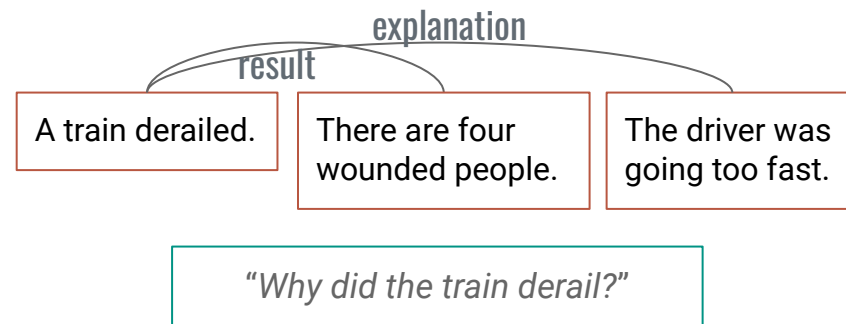 explanation
result
A train derailed.
There are four
wounded people.
The driver was
going too fast.
“Why did the train derail?”